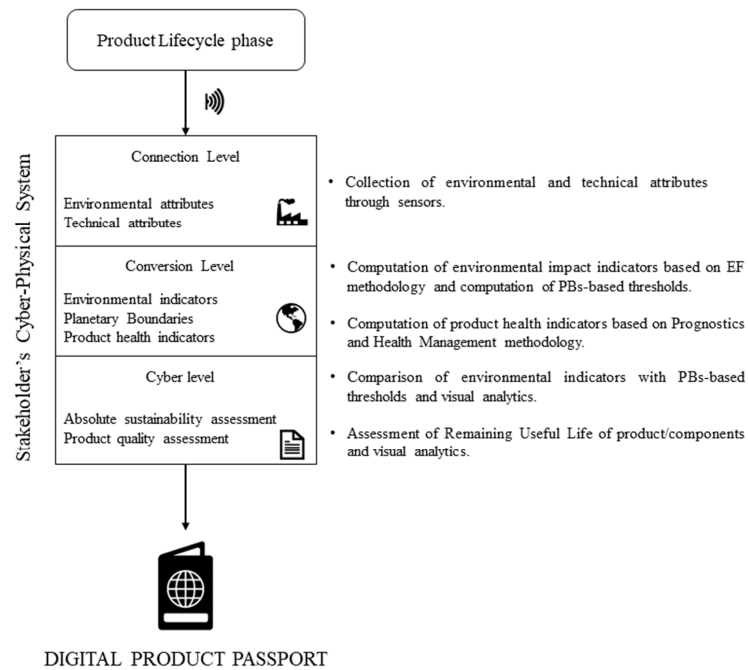 Product Lifecycle phase
Stakeholder's Cyber-Physical System
Connection Level
Environmental attributes
Technical attributes
• Collection of environmental and technical attributes
through sensors.
Conversion Level
Environmental indicators
Planetary Boundaries
Product health indicators
• Computation of environmental impact indicators based on EF
methodology and computation of PBs-based thresholds.
• Computation of product health indicators based on Prognostics
and Health Management methodology.
Cyber level
Absolute sustainability assessment
Product quality assessment
• Comparison of environmental indicators with PBs-based
thresholds and visual analytics.
• Assessment of Remaining Useful Life of product/components
and visual analytics.
DIGITAL PRODUCT PASSPORT